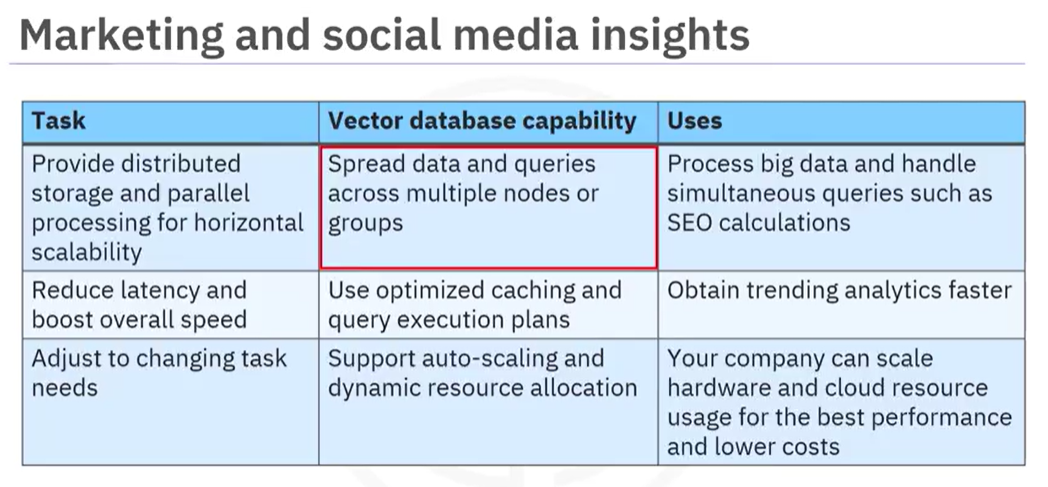 Marketing and social media insights
Task
Vector database capability
Uses
Provide distributed
storage and parallel
processing for horizontal
scalability
Spread data and queries
across multiple nodes or
groups
Process big data and handle
simultaneous queries such as
SEO calculations
Reduce latency and
boost overall speed
Use optimized caching and
query execution plans
Obtain trending analytics faster
Adjust to changing task
needs
Support auto-scaling and
dynamic resource allocation
Your company can scale
hardware and cloud resource
usage for the best performance
and lower costs